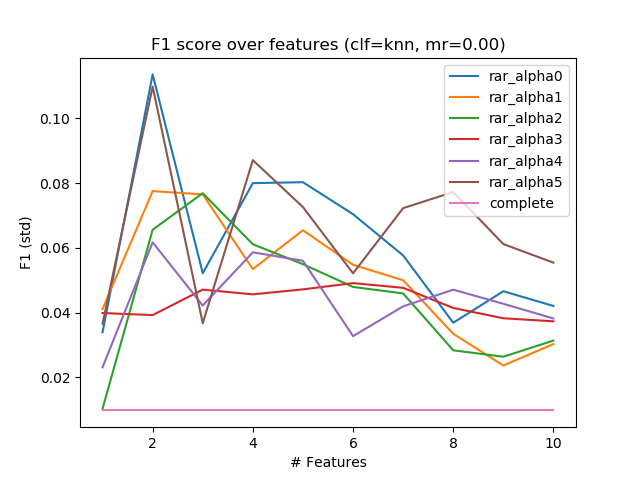 F1 score over features (clf=knn, mr=0.00)
rar_alpha0
rar_alpha1
rar_alpha2
rar_alpha3
rar_alpha4
rar_alpha5
complete
0.10
0.08
0.06
0.04
0.02
F1 (std)
2
4
6
8
10
# Features